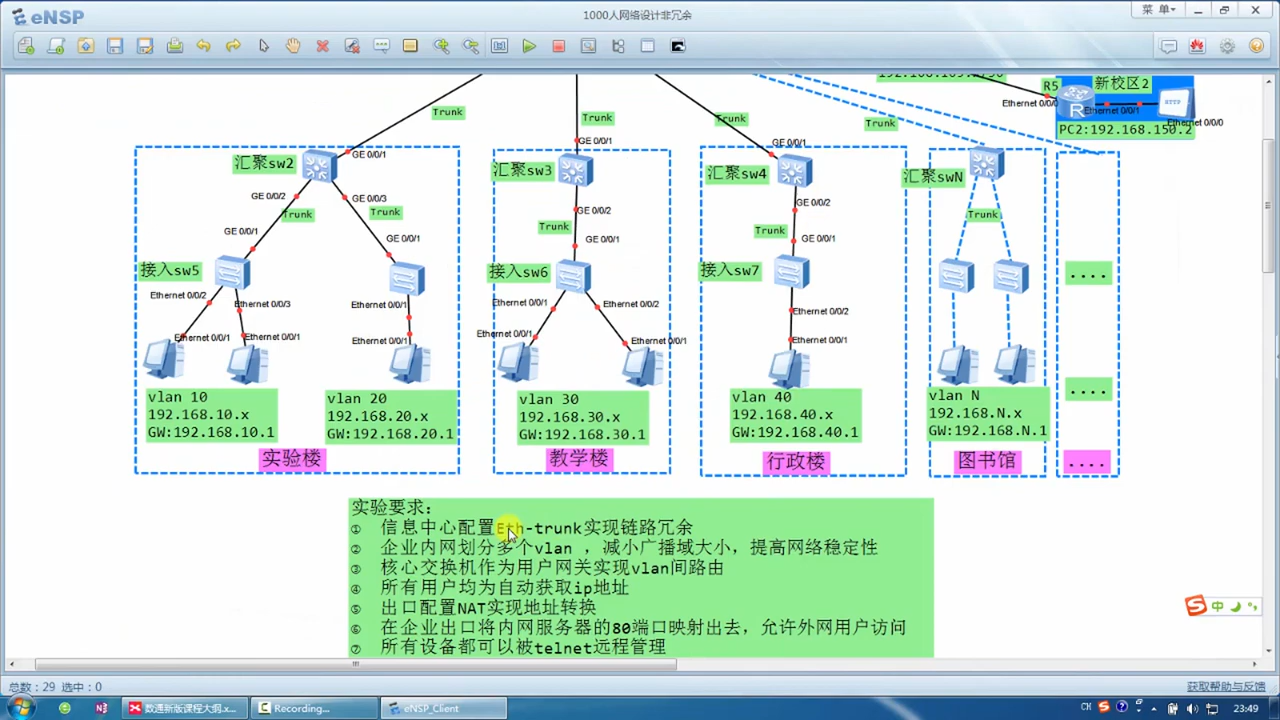 eNSP
1000人网络设计非冗余
菜 单
R5
新校区2
Ethernet 0/0/1
Ethernet 0/0/0
PC2:192.168.150.2
Trunk
Trunk
Trunk
Trunk
汇聚sw2
GE 0/0/1
汇聚sw3
GE 0/0/1
汇聚sw4
GE 0/0/1
汇聚swN
GE 0/0/2
GE 0/0/3
GE 0/0/2
GE 0/0/2
Trunk
Trunk
Trunk
Trunk
Trunk
GE 0/0/1
GE 0/0/1
GE 0/0/1
GE 0/0/1
接入sw5
接入sw6
接入sw7
....
Ethernet 0/0/2
Ethernet 0/0/3
Ethernet 0/0/1
Ethernet 0/0/1
Ethernet 0/0/2
Ethernet 0/0/2
Ethernet 0/0/1
Ethernet 0/0/1
Ethernet 0/0/1
Ethernet 0/0/1
Ethernet 0/0/1
Ethernet 0/0/1
vlan 10
192.168.10.x
GW:192.168.10.1
vlan 20
192.168.20.x
GW:192.168.20.1
vlan 30
192.168.30.x
GW:192.168.30.1
vlan 40
192.168.40.x
GW:192.168.40.1
vlan N
192.168.N.x
GW:192.168.N.1
....
实验楼
教学楼
行政楼
图书馆
....
实验要求:
① 信息中心配置Eth-trunk实现链路冗余
② 企业内网划分多个vlan ，减小广播域大小，提高网络稳定性
③ 核心交换机作为用户网关实现vlan间路由
④ 所有用户均为自动获取ip地址
⑤ 出口配置NAT实现地址转换
⑥ 在企业出口将内网服务器的80端口映射出去，允许外网用户访问
⑦ 所有设备都可以被telnet远程管理
中
总数：29 选中：0
获取帮助与反馈
数通新版课程大纲.x...
Recording...
eNSP_Client
CH
23:49